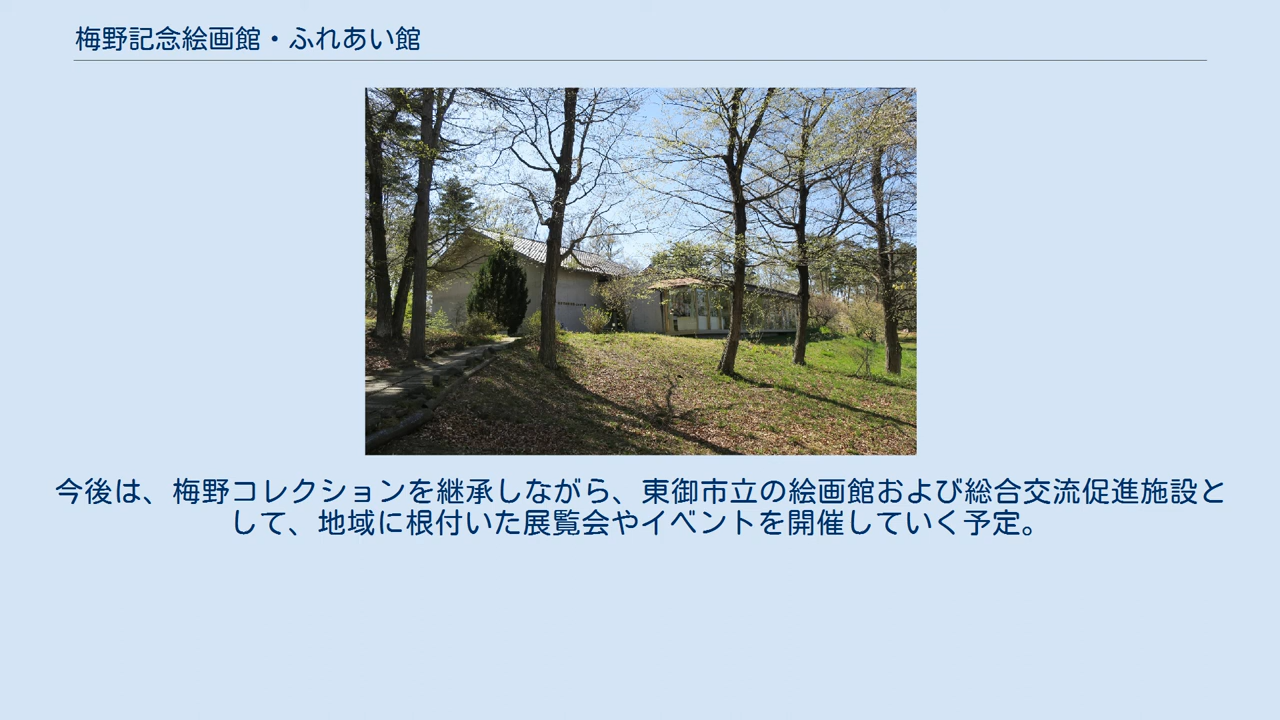 梅野記念絵画館・ふれあい館
今後は、梅野コレクションを継承しながら、東御市立の絵画館および総合交流促進施設と
して、地域に根付いた展覧会やイベントを開催していく予定。